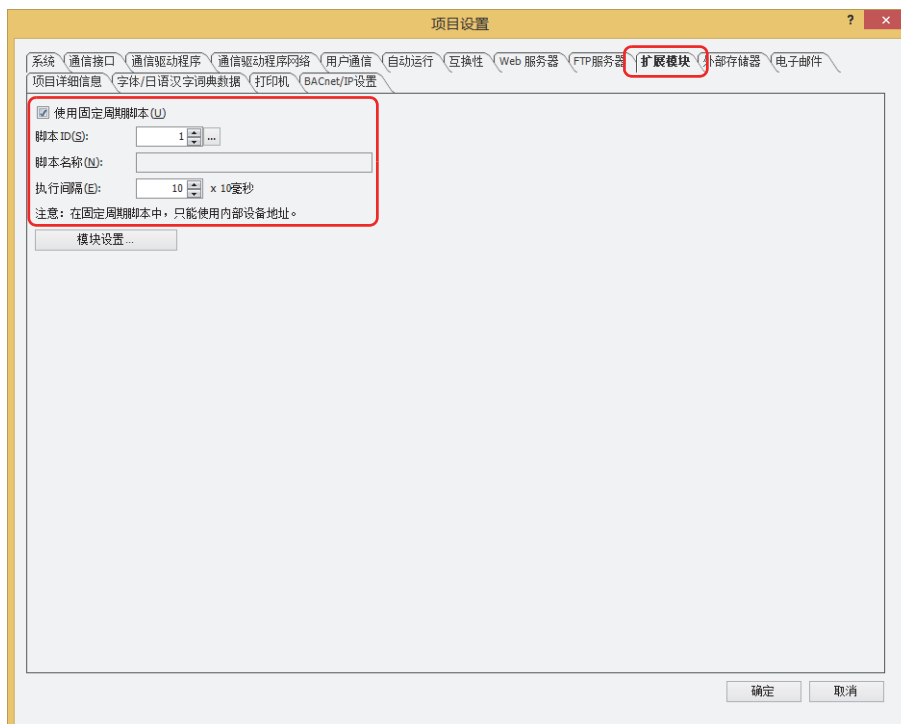 项目设置
? ×
系统 通信接口 通信驱动程序 通信驱动程序网络 用户通信 自动运行 互换性 Web 服务器 FTP服务器 扩展模块 外部存储器 电子邮件
项目详细信息 字体/日语汉字词典数据 打印机 BACnet/IP设置
使用固定周期脚本(U)
脚本 ID(S): 1 ...
脚本名称(N):
执行间隔(E): 10 x 10毫秒
注意：在固定周期脚本中，只能使用内部设备地址。
模块设置...
确定 取消